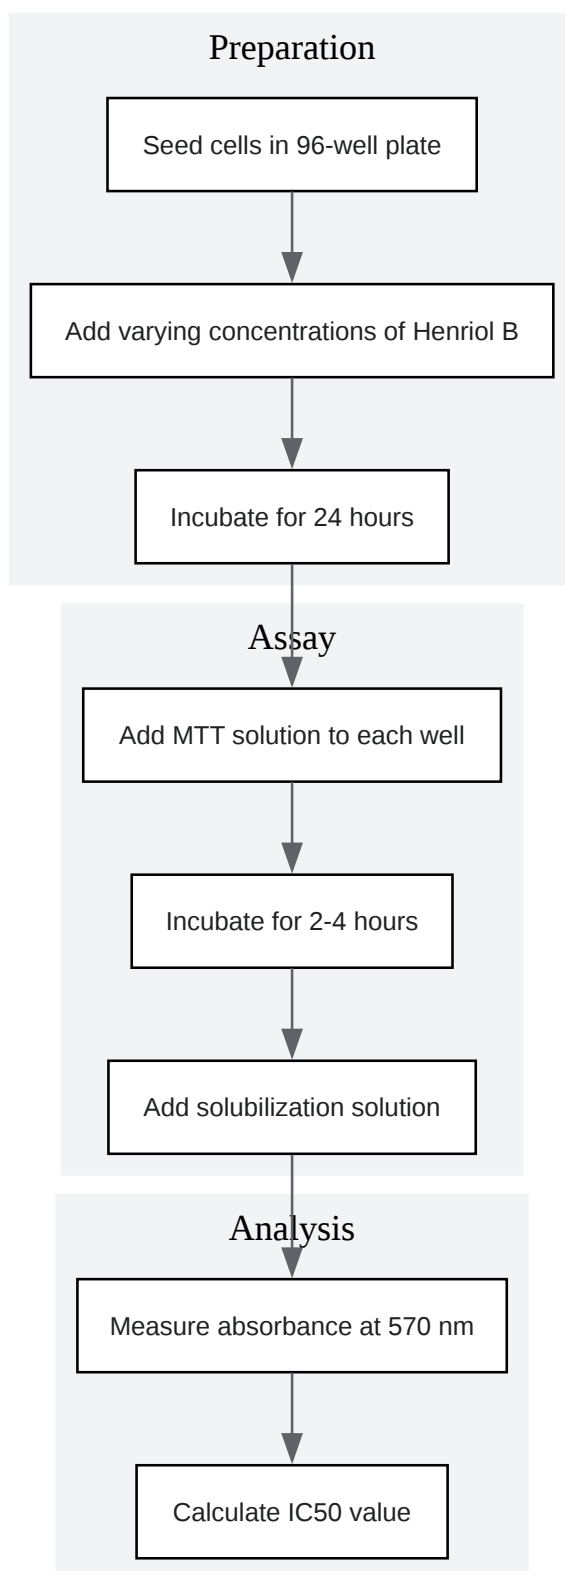 Preparation
Seed cells in 96-well plate
Add varying concentrations of Henriol B
Incubate for 24 hours
Assay
Add MTT solution to each well
Incubate for 2-4 hours
Add solubilization solution
Analysis
Measure absorbance at 570 nm
Calculate IC50 value